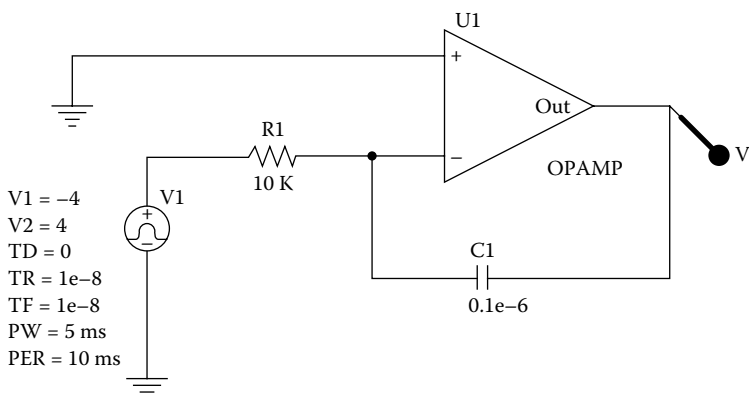 U1
+
Out
−
OPAMP
V
R1
10 K
V1
+
−
V1 = −4
V2 = 4
TD = 0
TR = 1e−8
TF = 1e−8
PW = 5 ms
PER = 10 ms
C1
0.1e−6